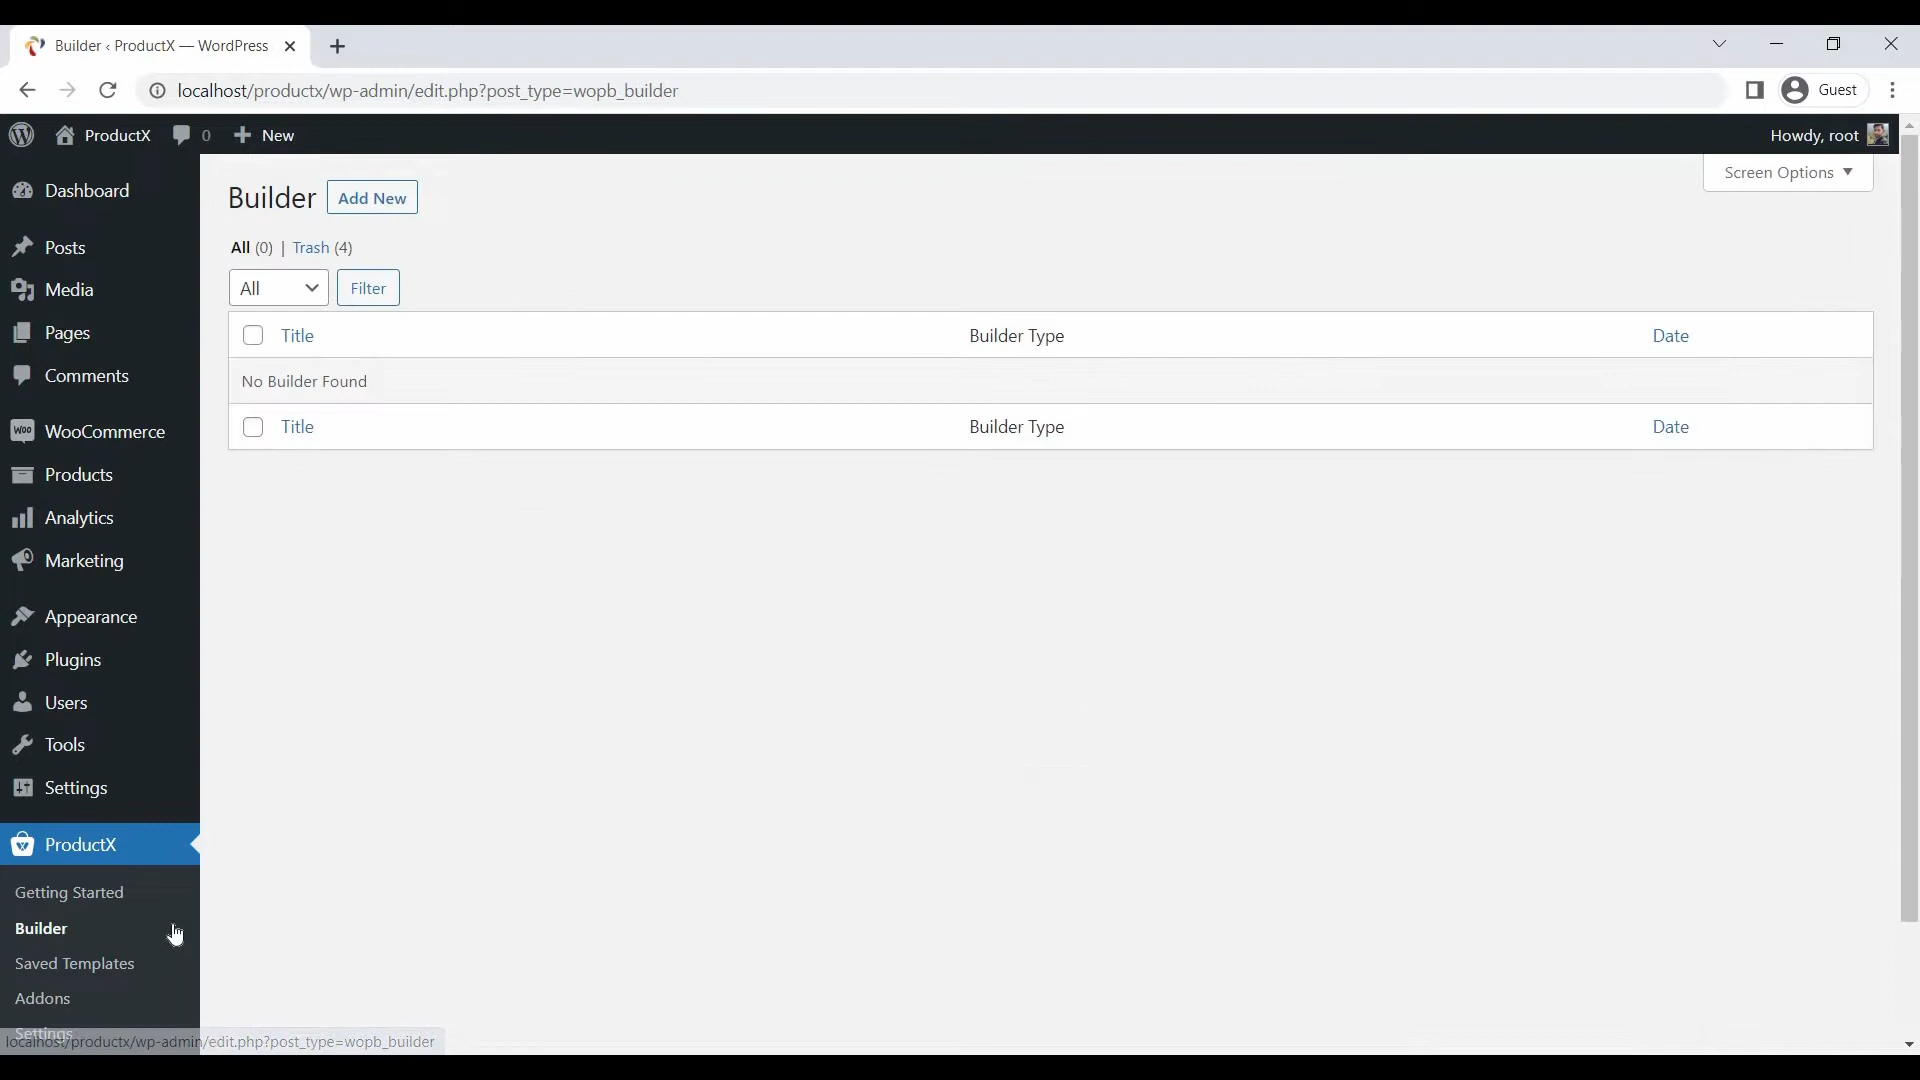 Builder ‹ ProductX — WordPress
localhost/productx/wp-admin/edit.php?post_type=wopb_builder
Guest
ProductX 0 New
Howdy, root
Screen Options
Dashboard
Posts
Media
Pages
Comments
Woo WooCommerce
Products
Analytics
Marketing
Appearance
Plugins
Users
Tools
Settings
ProductX
Getting Started
Builder
Saved Templates
Addons
Settings
Builder Add New
All (0) | Trash (4)
All Filter
Title Builder Type Date
No Builder Found
Title Builder Type Date
localhost/productx/wp-admin/edit.php?post_type=wopb_builder